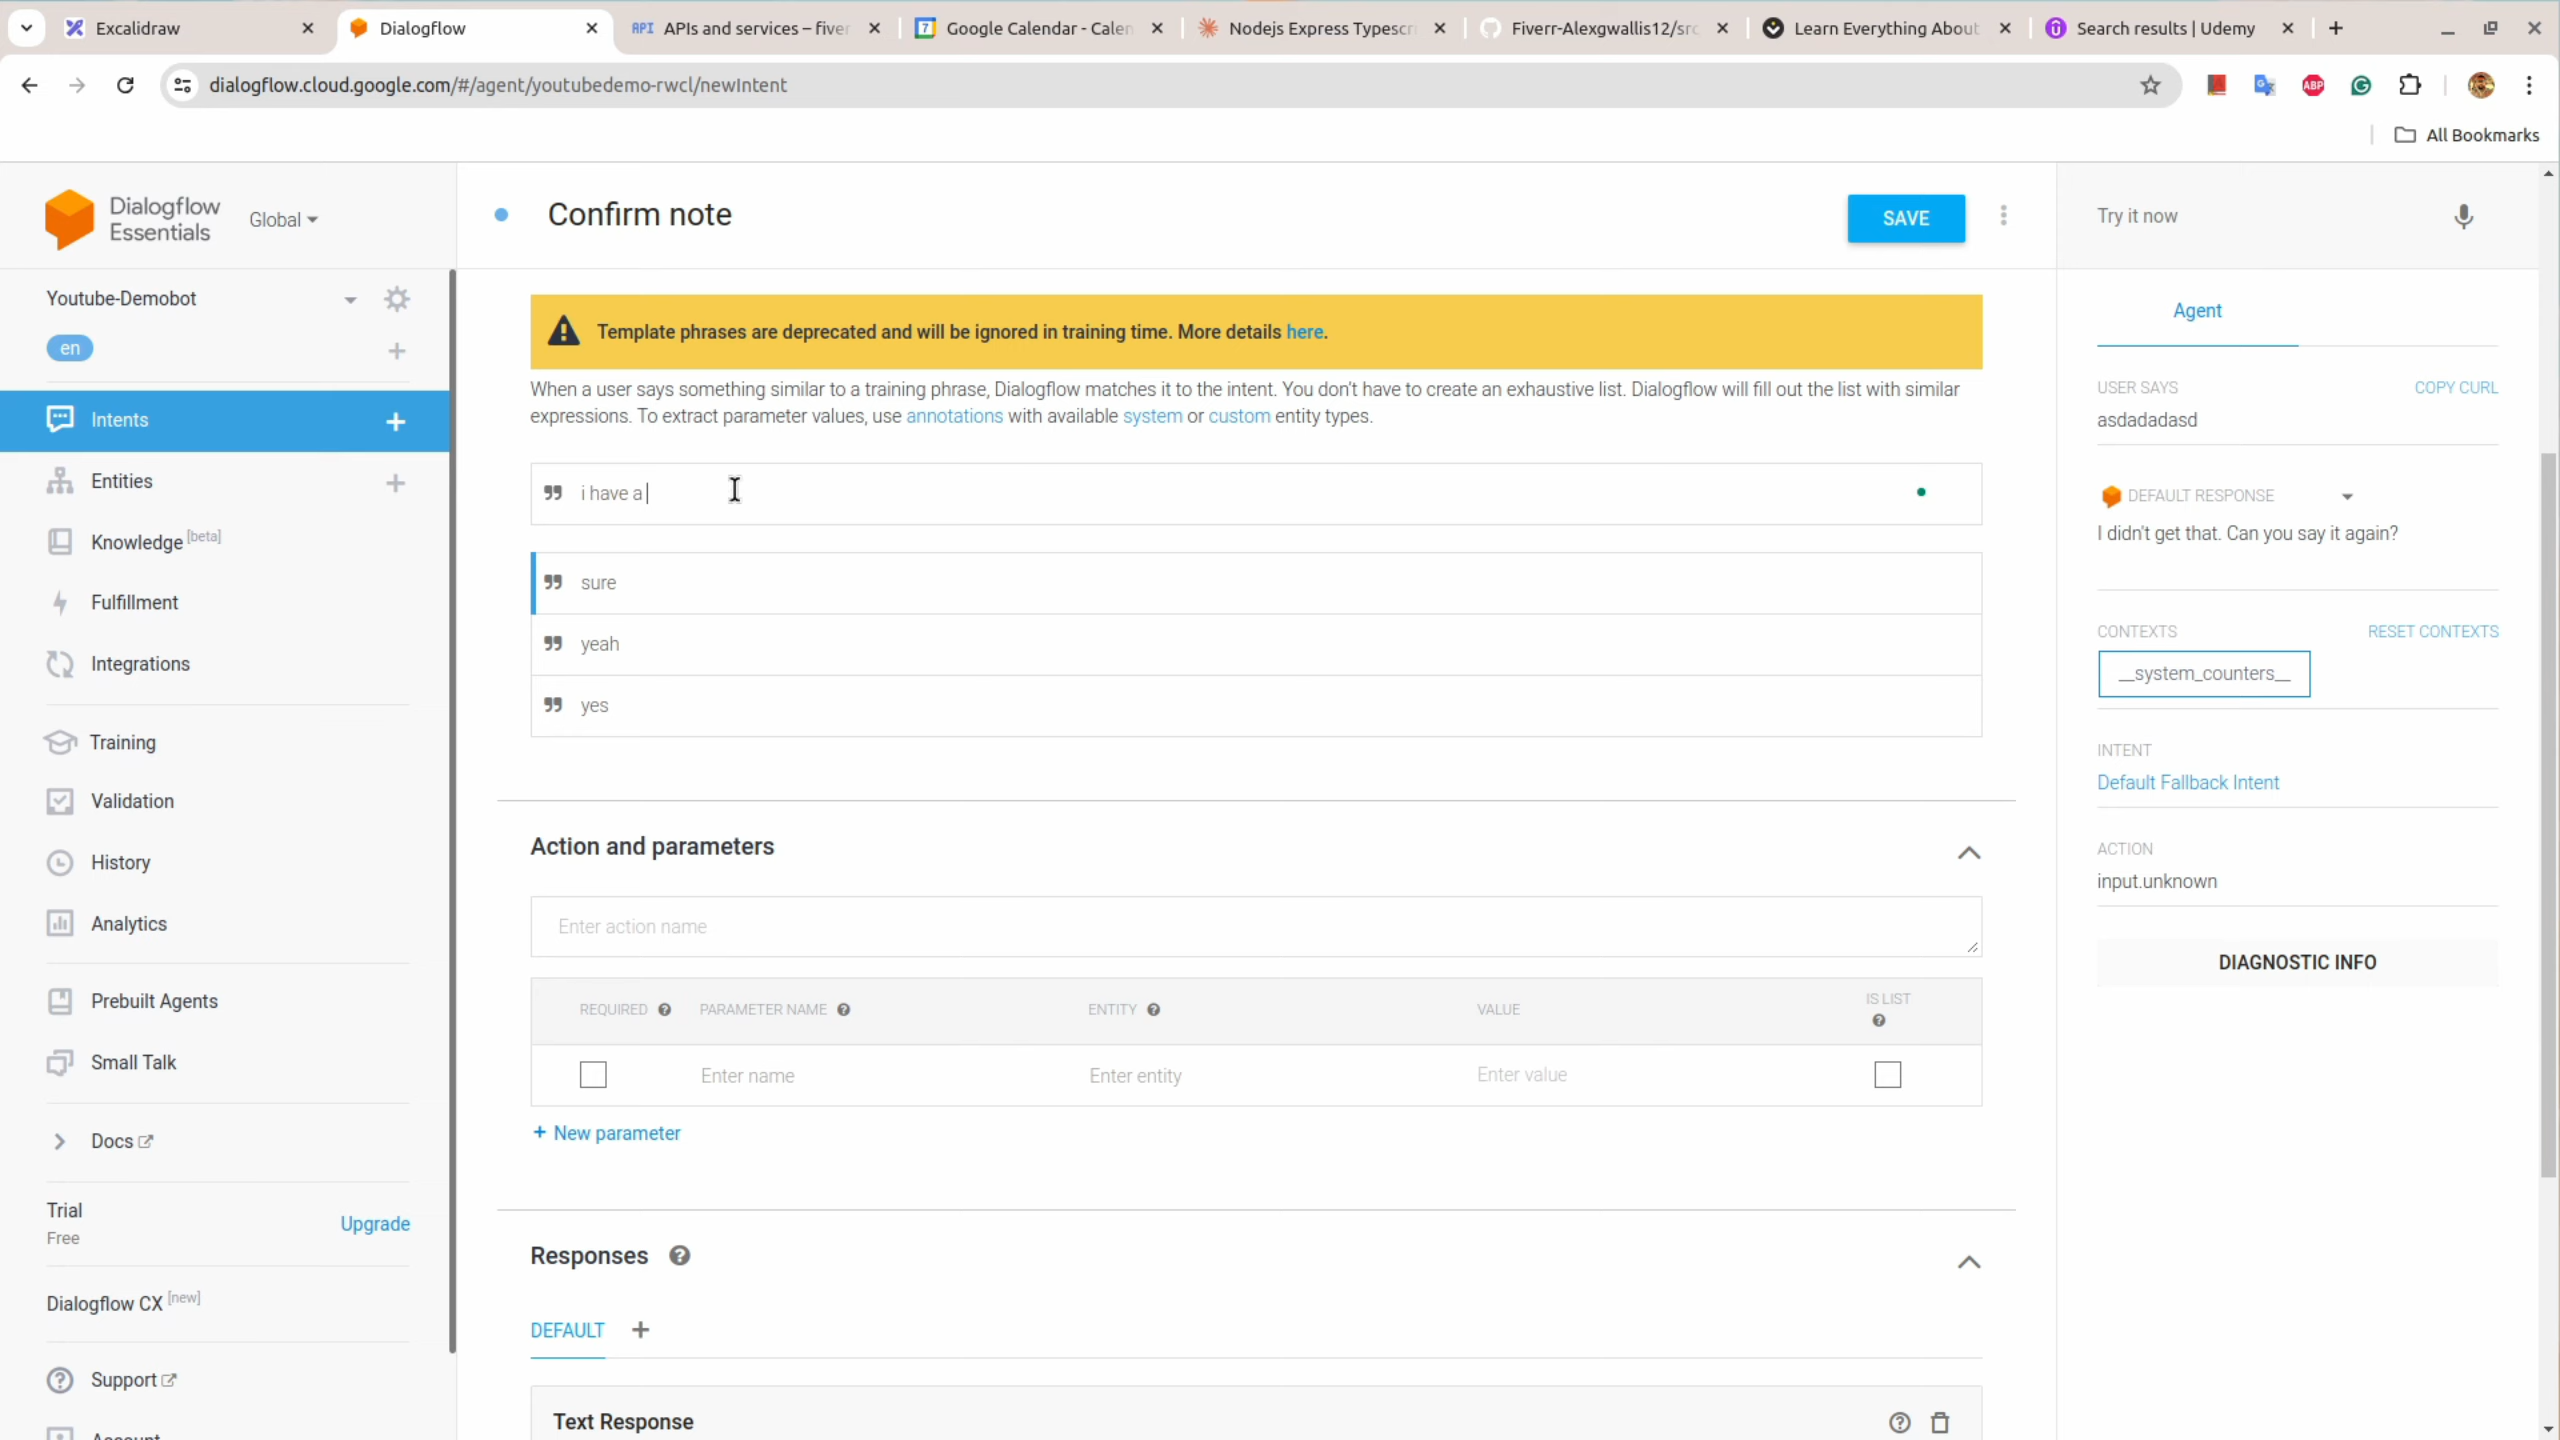 Excalidraw
Dialogflow
API APIs and services – fiver
7 Google Calendar - Calen
Nodejs Express Typescri
Fiverr-Alexgwallis12/src
Learn Everything About
Search results | Udemy
dialogflow.cloud.google.com/#/agent/youtubedemo-rwcl/newIntent
ABP
All Bookmarks
Dialogflow
Essentials
Global
Confirm note
SAVE
Try it now
Youtube-Demobot
en
Intents
Entities
Knowledge [beta]
Fulfillment
Integrations
Training
Validation
History
Analytics
Prebuilt Agents
Small Talk
Docs
Trial
Free
Upgrade
Dialogflow CX [new]
Support
Template phrases are deprecated and will be ignored in training time. More details here.
When a user says something similar to a training phrase, Dialogflow matches it to the intent. You don't have to create an exhaustive list. Dialogflow will fill out the list with similar
expressions. To extract parameter values, use annotations with available system or custom entity types.
i have a
sure
yeah
yes
Action and parameters
Enter action name
REQUIRED PARAMETER NAME ENTITY VALUE IS LIST
Enter name Enter entity Enter value
+ New parameter
Responses
DEFAULT
Text Response
Agent
USER SAYS COPY CURL
asdadadasd
DEFAULT RESPONSE
I didn't get that. Can you say it again?
CONTEXTS RESET CONTEXTS
__system_counters__
INTENT
Default Fallback Intent
ACTION
input.unknown
DIAGNOSTIC INFO